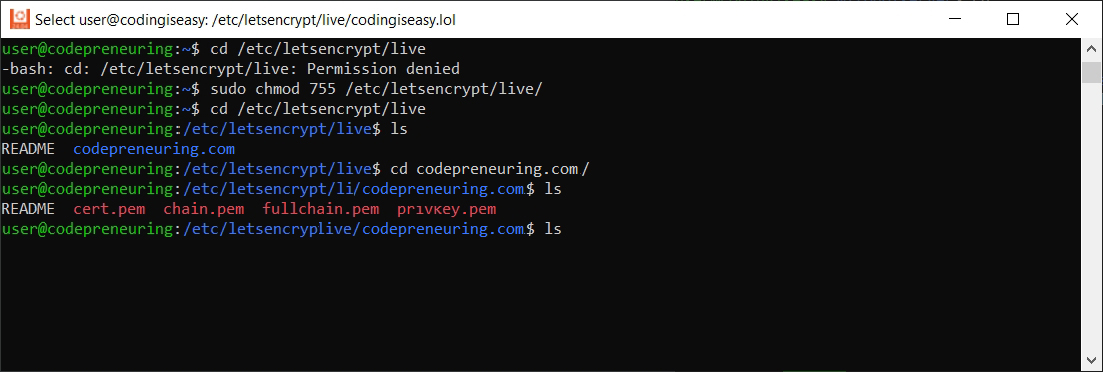 Select user@codingiseasy: /etc/letsencrypt/live/codingiseasy.lol
user@codepreneuring:~$ cd /etc/letsencrypt/live
-bash: cd: /etc/letsencrypt/live: Permission denied
user@codepreneuring:~$ sudo chmod 755 /etc/letsencrypt/live/
user@codepreneuring:~$ cd /etc/letsencrypt/live
user@codepreneuring:/etc/letsencrypt/live$ ls
README codepreneuring.com
user@codepreneuring:/etc/letsencrypt/live$ cd codepreneuring.com/
user@codepreneuring:/etc/letsencrypt/li/codepreneuring.com$ ls
README cert.pem chain.pem fullchain.pem prıvĸey.pem
user@codepreneuring:/etc/letsencryplive/codepreneuring.com$ ls